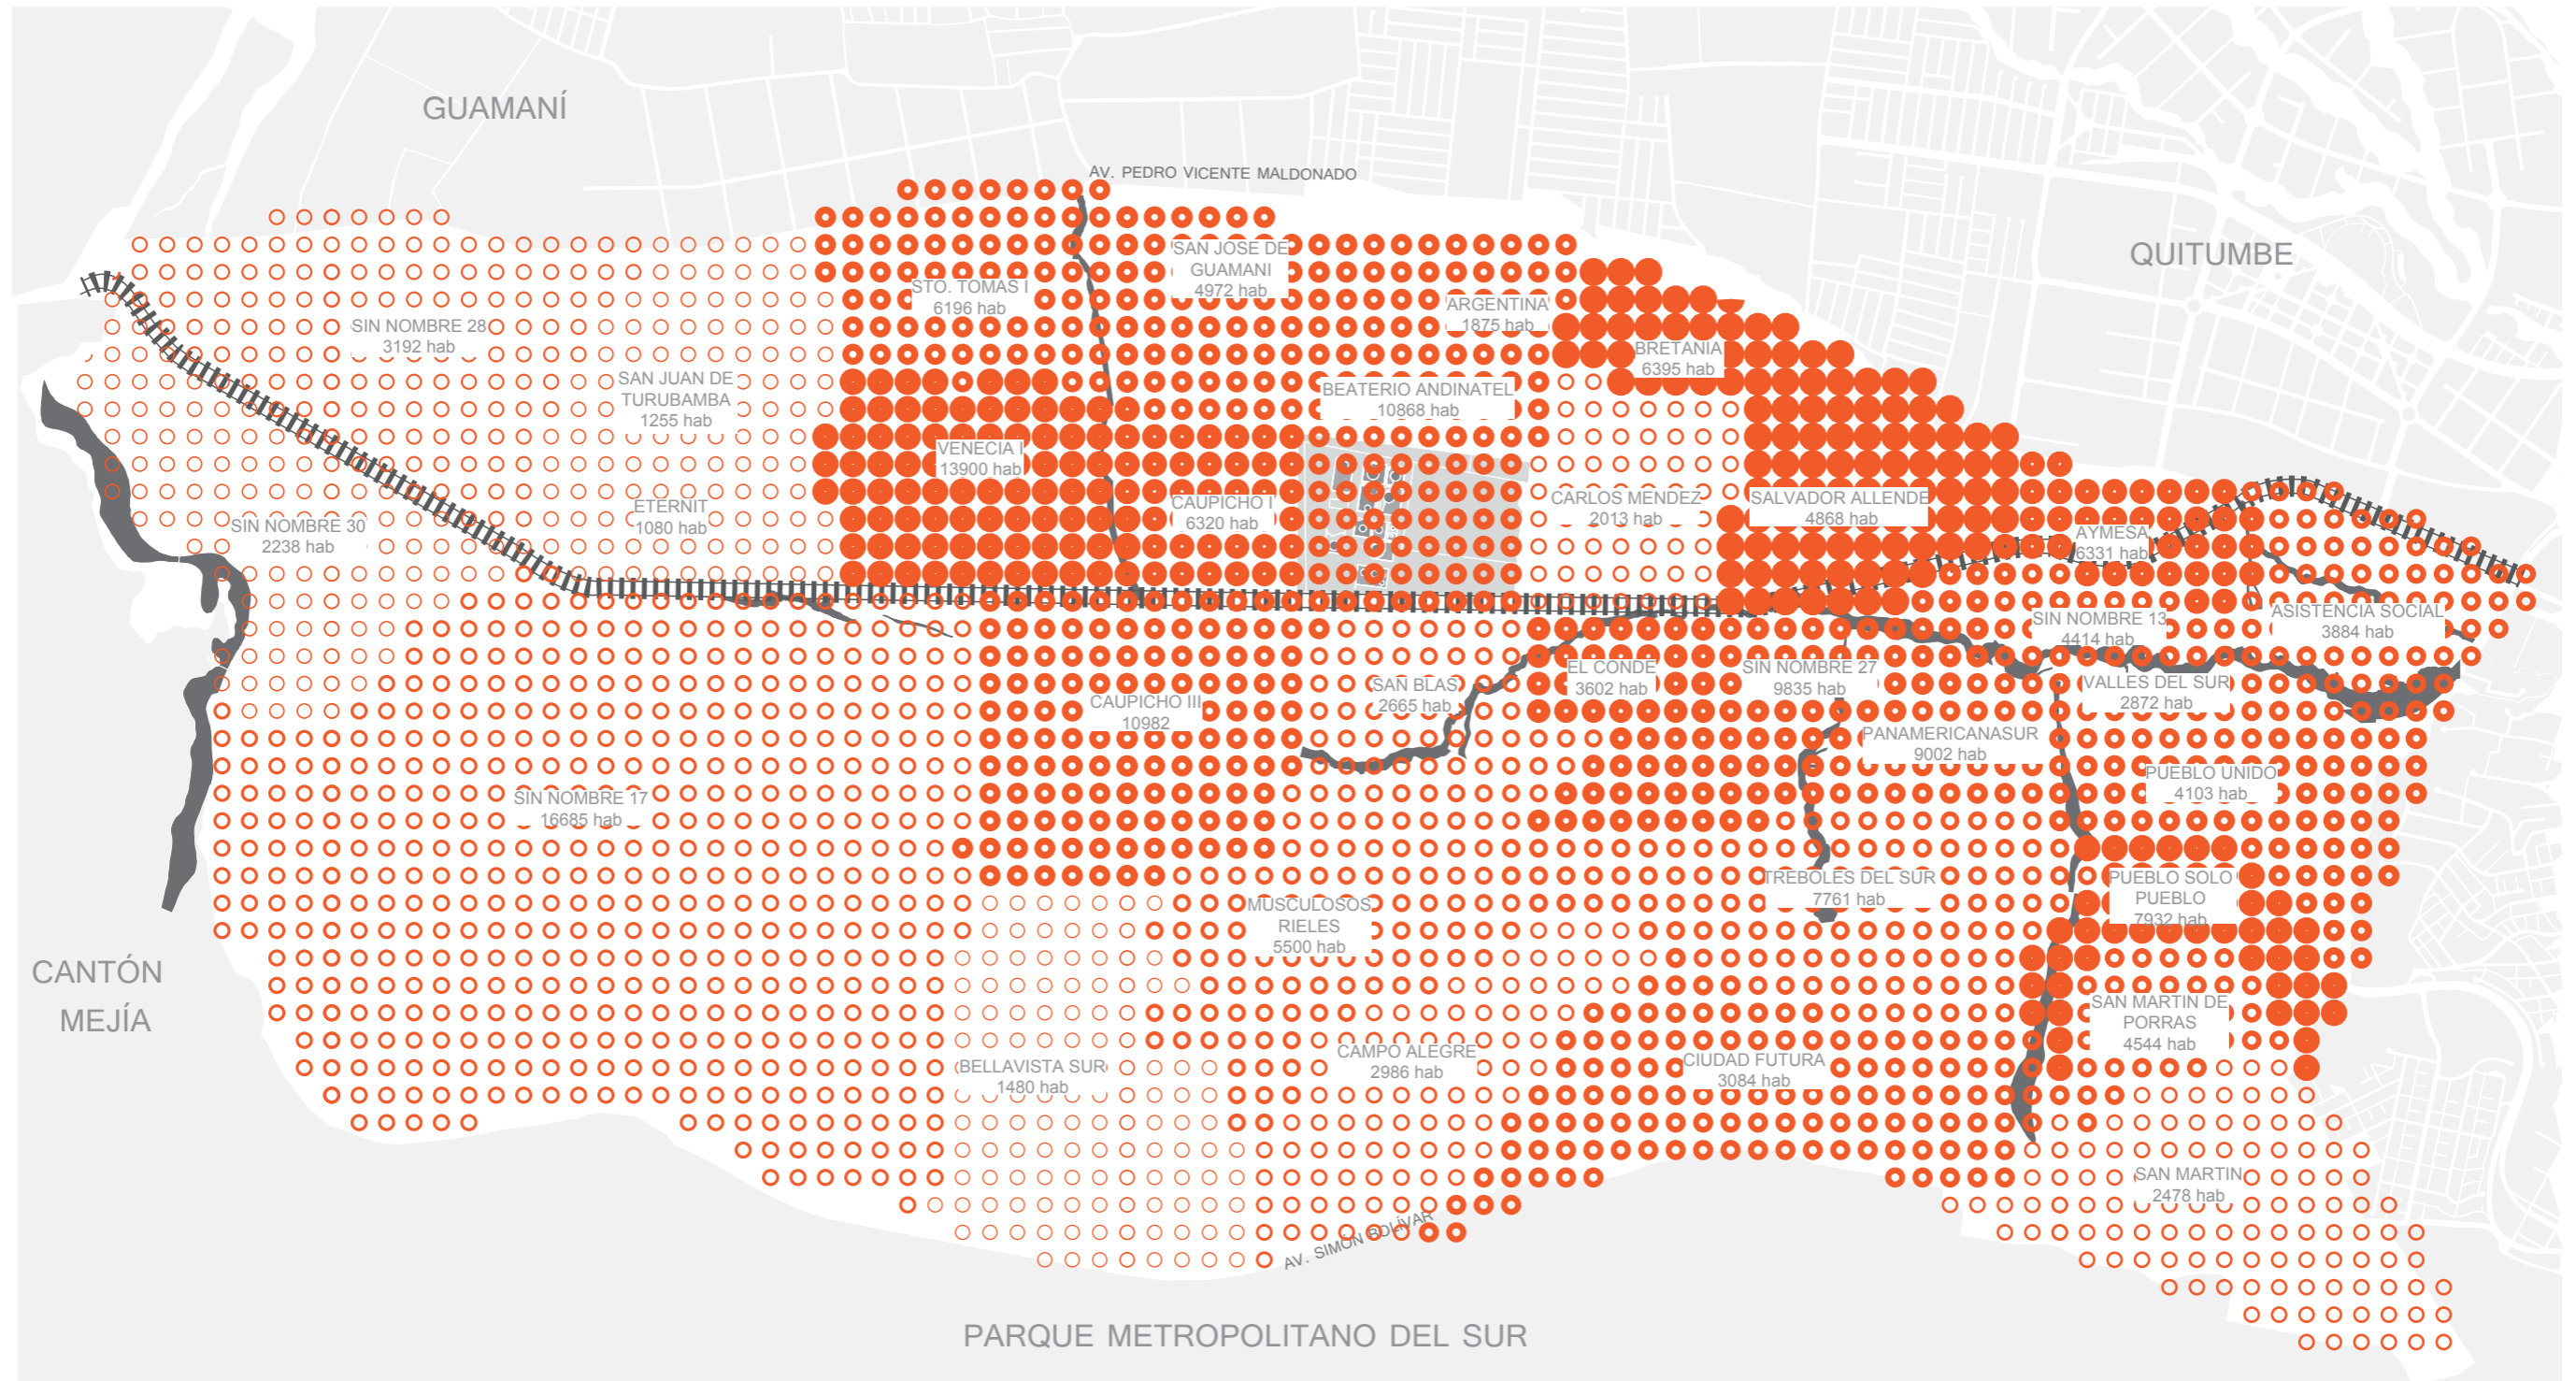 GUAMANÍ
AV. PEDRO VICENTE MALDONADO
QUITUMBE
SAN JOSE DE
GUAMANI
4972 hab
STO. TOMAS I
6196 hab
ARGENTINA
1875 hab
SIN NOMBRE 28
3192 hab
BRETANIA
6395 hab
SAN JUAN DE
TURUBAMBA
1255 hab
BEATERIO ANDINATEL
10868 hab
VENECIA I
13900 hab
ETERNIT
1080 hab
CAUPICHO I
6320 hab
CARLOS MENDEZ
2013 hab
SALVADOR ALLENDE
4868 hab
SIN NOMBRE 30
2238 hab
AYMESA
6331 hab
SIN NOMBRE 13
4414 hab
ASISTENCIA SOCIAL
3884 hab
EL CONDE
3602 hab
SIN NOMBRE 27
9835 hab
SAN BLAS
2665 hab
VALLES DEL SUR
2872 hab
CAUPICHO III
10982
PANAMERICANASUR
9002 hab
PUEBLO UNIDO
4103 hab
SIN NOMBRE 17
16685 hab
TREBOLES DEL SUR
7761 hab
PUEBLO SOLO
PUEBLO
7932 hab
MUSCULOSOS
RIELES
5500 hab
CANTÓN
MEJÍA
SAN MARTIN DE
PORRAS
4544 hab
BELLAVISTA SUR
1480 hab
CAMPO ALEGRE
2986 hab
CIUDAD FUTURA
3084 hab
SAN MARTIN
2478 hab
AV. SIMÓN BOLÍVAR
PARQUE METROPOLITANO DEL SUR